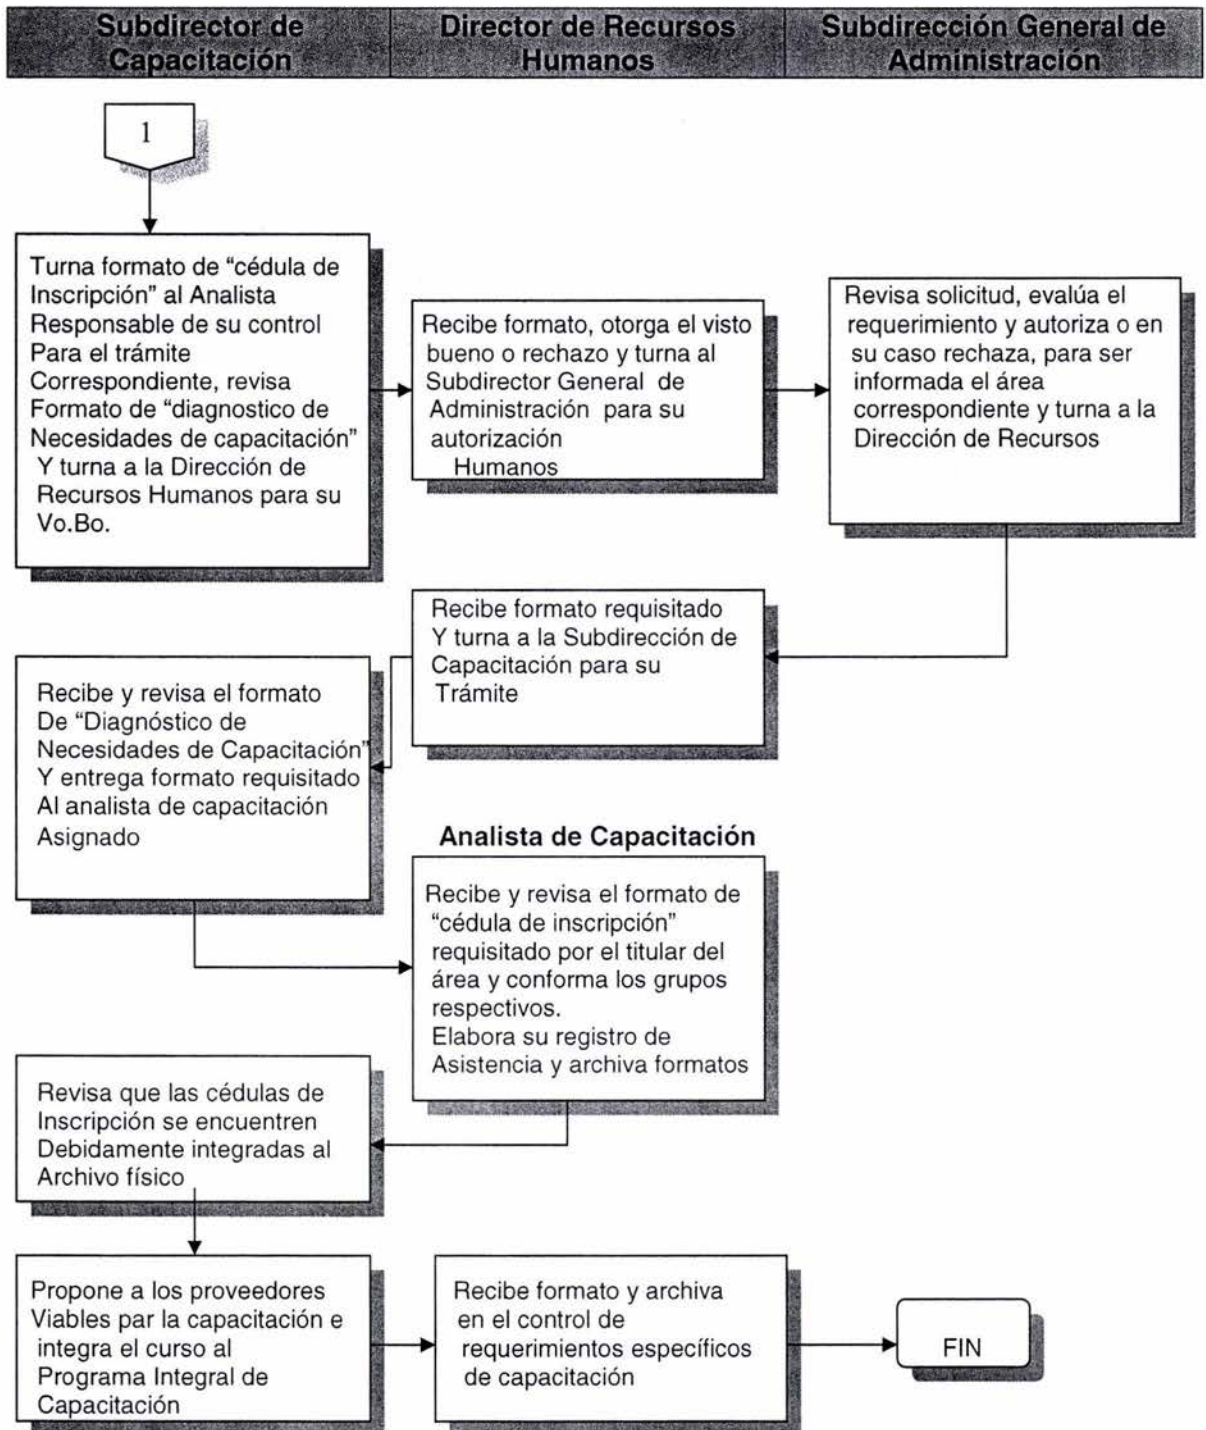 Subdirector de
Capacitación
Director de Recursos
Humanos
Subdirección General de
Administración
1
Turna formato de “cédula de
Inscripción” al Analista
Responsable de su control
Para el trámite
Correspondiente, revisa
Formato de “diagnostico de
Necesidades de capacitación”
Y turna a la Dirección de
Recursos Humanos para su
Vo.Bo.
Recibe formato, otorga el visto
bueno o rechazo y turna al
Subdirector General de
Administración para su
autorización
Humanos
Revisa solicitud, evalúa el
requerimiento y autoriza o en
su caso rechaza, para ser
informada el área
correspondiente y turna a la
Dirección de Recursos
Recibe formato requisitado
Y turna a la Subdirección de
Capacitación para su
Trámite
Recibe y revisa el formato
De “Diagnóstico de
Necesidades de Capacitación”
Y entrega formato requisitado
Al analista de capacitación
Asignado
Analista de Capacitación
Recibe y revisa el formato de
“cédula de inscripción”
requisitado por el titular del
área y conforma los grupos
respectivos.
Elabora su registro de
Asistencia y archiva formatos
Revisa que las cédulas de
Inscripción se encuentren
Debidamente integradas al
Archivo físico
Propone a los proveedores
Viables par la capacitación e
integra el curso al
Programa Integral de
Capacitación
Recibe formato y archiva
en el control de
requerimientos específicos
de capacitación
FIN